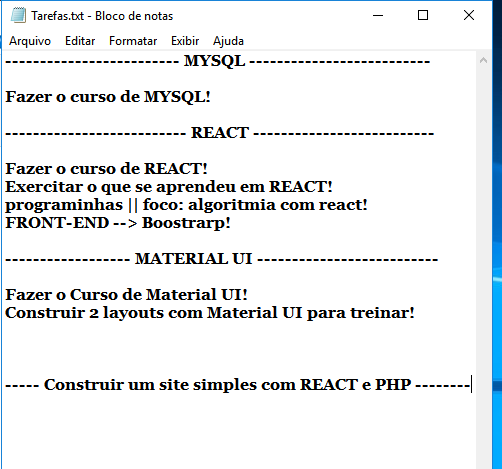 Tarefas.txt - Bloco de notas
Arquivo Editar Formatar Exibir Ajuda
------------------------- MYSQL --------------------------
Fazer o curso de MYSQL!
-------------------------- REACT --------------------------
Fazer o curso de REACT!
Exercitar o que se aprendeu em REACT!
programinhas || foco: algoritmia com react!
FRONT-END --> Boostrarp!
------------------ MATERIAL UI --------------------------
Fazer o Curso de Material UI!
Construir 2 layouts com Material UI para treinar!
----- Construir um site simples com REACT e PHP --------